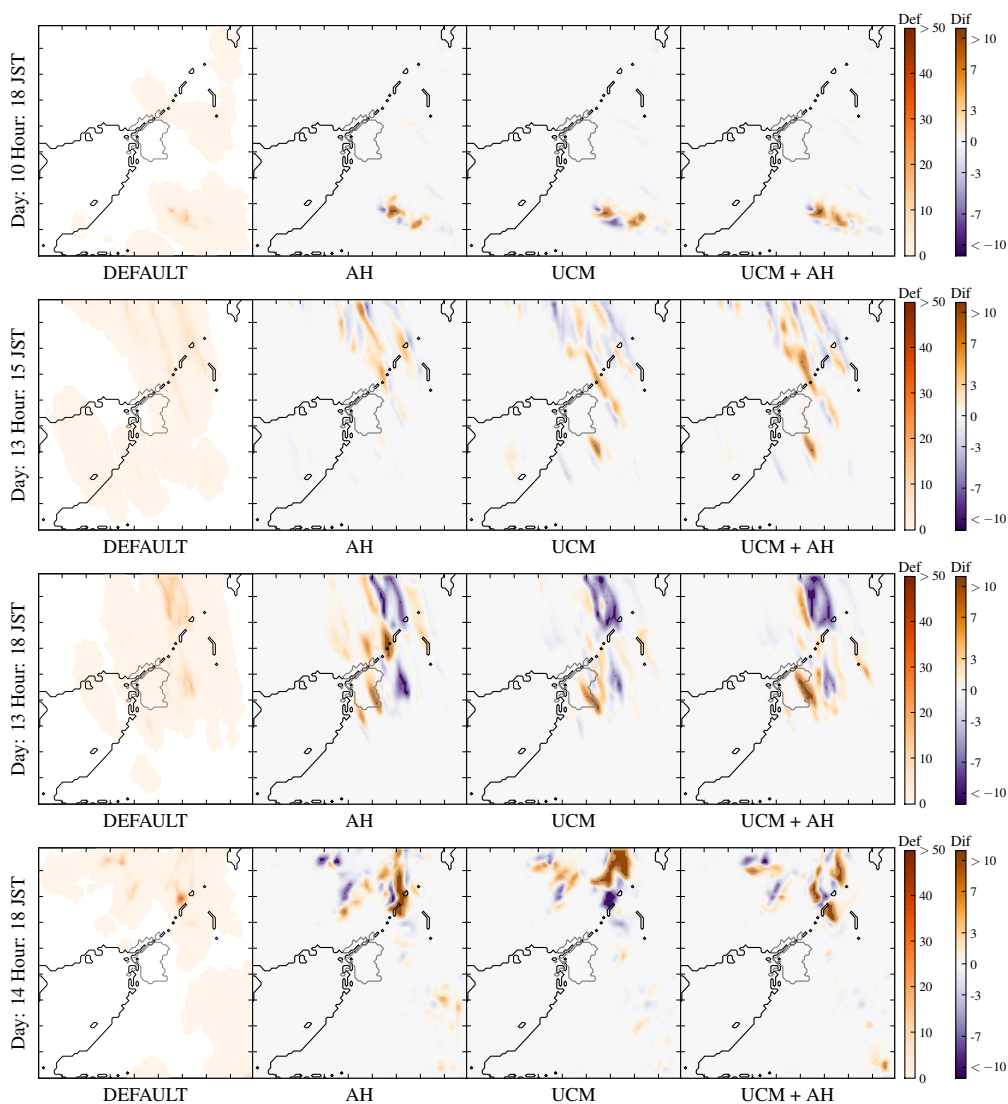 Def > 50 Dif > 10
40 7
30 3
20 0
-3
10 -7
0 < −10
Day: 10 Hour: 18 JST
DEFAULT AH UCM UCM + AH
Def > 50 Dif > 10
40 7
30 3
20 0
-3
10 -7
0 < −10
Day: 13 Hour: 15 JST
DEFAULT AH UCM UCM + AH
Def > 50 Dif > 10
40 7
30 3
20 0
-3
10 -7
0 < −10
Day: 13 Hour: 18 JST
DEFAULT AH UCM UCM + AH
Def > 50 Dif > 10
40 7
30 3
20 0
-3
10 -7
0 < −10
Day: 14 Hour: 18 JST
DEFAULT AH UCM UCM + AH